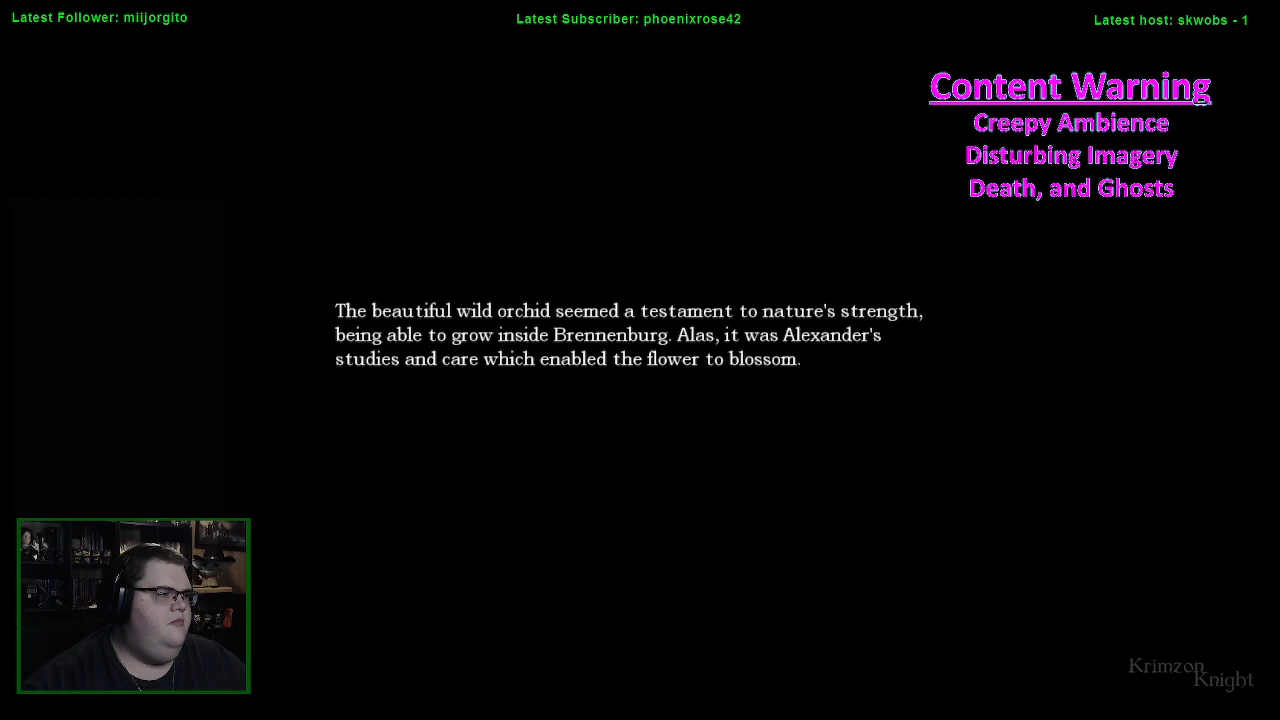 Latest Follower: miijorgito
Latest Subscriber: phoenixrose42
Latest host: skwobs - 1
Content Warning
Creepy Ambience
Disturbing Imagery
Death, and Ghosts
The beautiful wild orchid seemed a testament to nature's strength,
being able to grow inside Brennenburg. Alas, it was Alexander's
studies and care which enabled the flower to blossom.
Krimzon
Knight